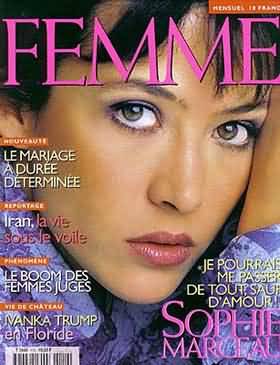 MENSUEL 18 FRANCS
FEMME
NOUVEAUTÉ
LE MARIAGE
À DURÉE
DÉTERMINÉE
REPORTAGE
Iran, la vie
sous le voile
PHÉNOMÈNE
LE BOOM DES
FEMMES JUGES
VIE DE CHÂTEAU
IVANKA TRUMP
en Floride
JE POURRAIS
ME PASSER
DE TOUT SAUF
D'AMOUR!
SOPHIE
MARCEAU